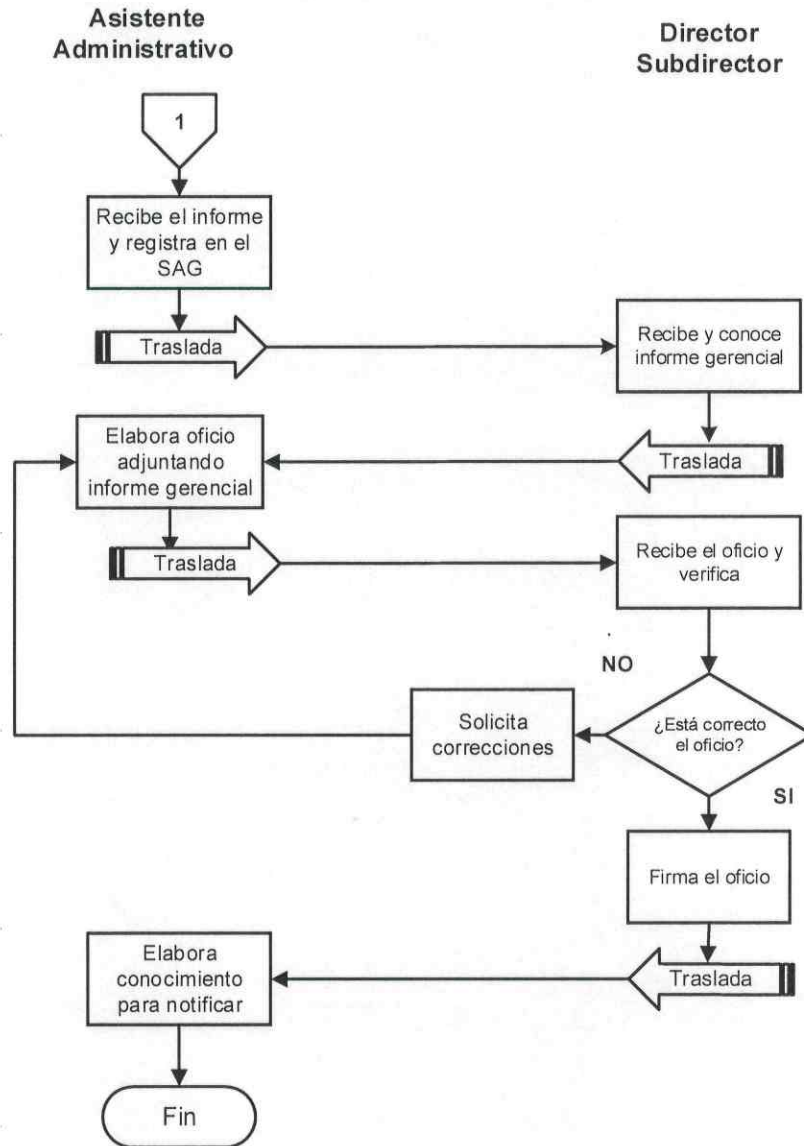 Asistente
Administrativo
Director
Subdirector
1
Recibe el informe
y registra en el
SAG
Traslada
Recibe y conoce
informe gerencial
Elabora oficio
adjuntando
informe gerencial
Traslada
Traslada
Recibe el oficio y
verifica
NO
Solicita
correcciones
¿Está correcto
el oficio?
SI
Firma el oficio
Elabora
conocimiento
para notificar
Traslada
Fin